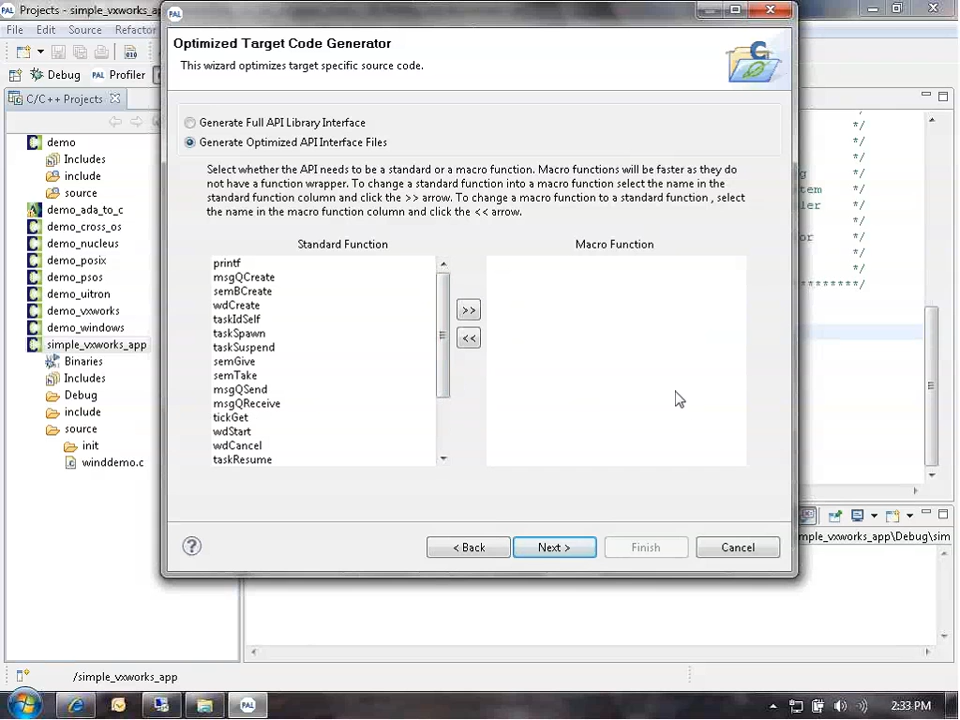 PAL Projects - simple_vxworks_ap
File Edit Source Refactor
Debug PAL Profiler
C/C++ Projects
demo
Includes
include
source
demo_ada_to_c
demo_cross_os
demo_nucleus
demo_posix
demo_psos
demo_uitron
demo_vxworks
demo_windows
simple_vxworks_app
Binaries
Includes
Debug
include
source
init
winddemo.c
PAL
Optimized Target Code Generator
This wizard optimizes target specific source code.
Generate Full API Library Interface
Generate Optimized API Interface Files
Select whether the API needs to be a standard or a macro function. Macro functions will be faster as they do
not have a function wrapper. To change a standard function into a macro function select the name in the
standard function column and click the >> arrow. To change a macro function to a standard function , select
the name in the macro function column and click the << arrow.
Standard Function
Macro Function
printf
msgQCreate
semBCreate
wdCreate
taskIdSelf
taskSpawn
taskSuspend
semGive
semTake
msgQSend
msgQReceive
tickGet
wdStart
wdCancel
taskResume
>>
<<
< Back Next > Finish Cancel
*/
*/
*/
*/
*/
*/
*/
*/
*/
*/
********/
mple_vxworks_app\Debug\sim
/simple_vxworks_app
PAL
2:33 PM